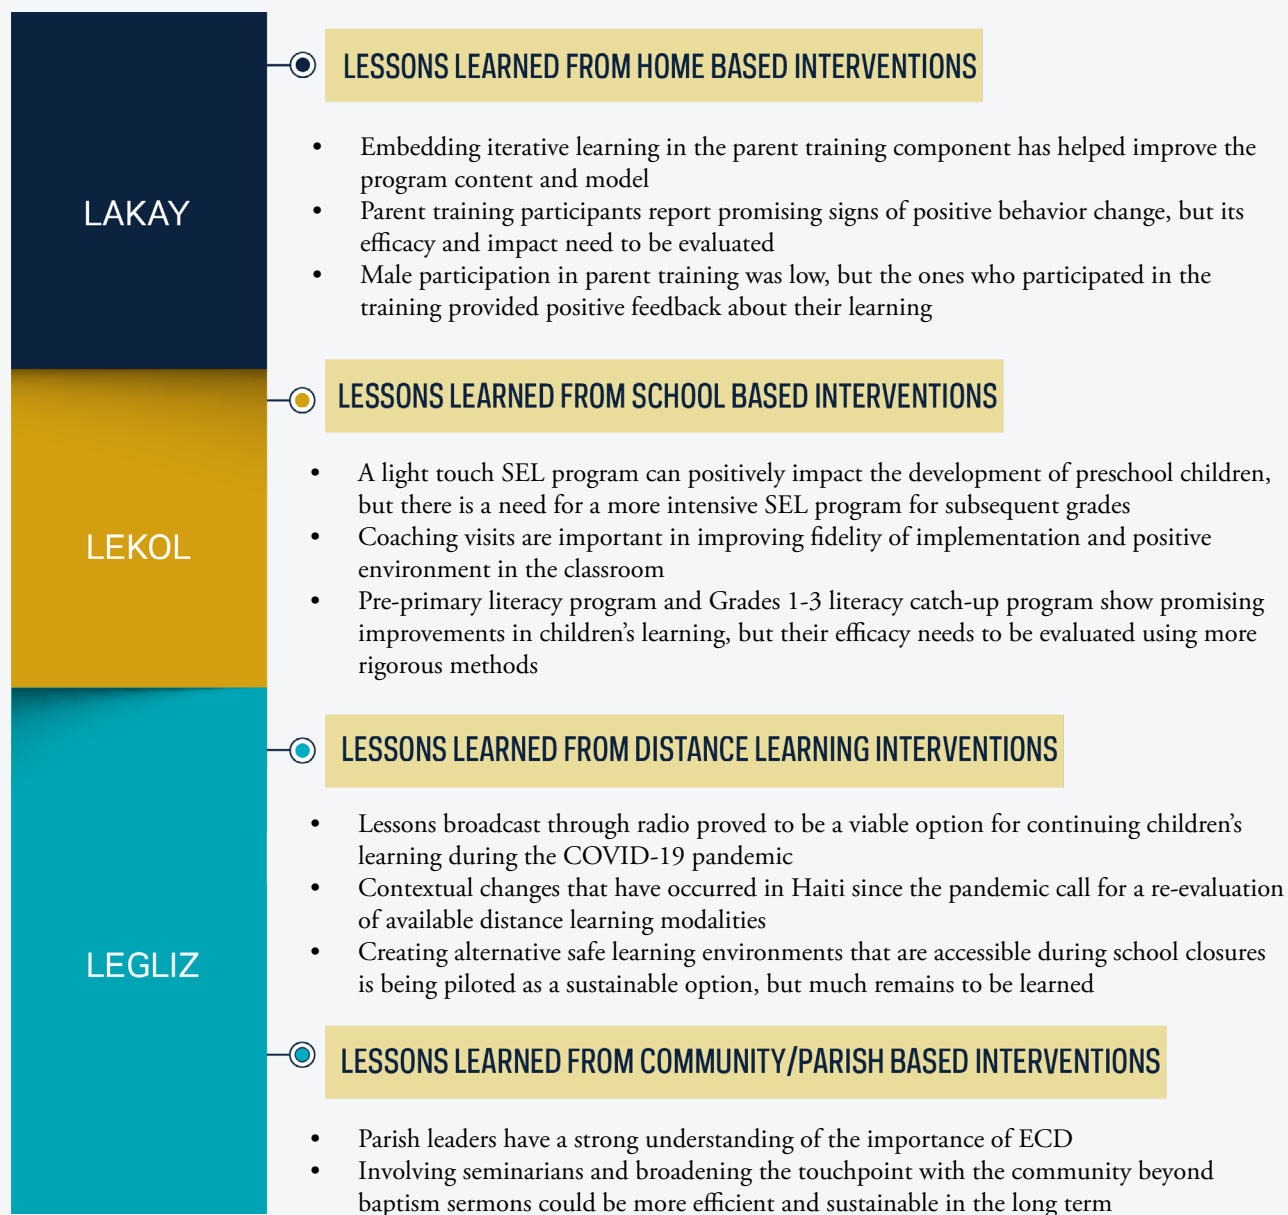 LAKAY
LESSONS LEARNED FROM HOME BASED INTERVENTIONS
• Embedding iterative learning in the parent training component has helped improve the
program content and model
• Parent training participants report promising signs of positive behavior change, but its
efficacy and impact need to be evaluated
• Male participation in parent training was low, but the ones who participated in the
training provided positive feedback about their learning
LEKOL
LESSONS LEARNED FROM SCHOOL BASED INTERVENTIONS
• A light touch SEL program can positively impact the development of preschool children,
but there is a need for a more intensive SEL program for subsequent grades
• Coaching visits are important in improving fidelity of implementation and positive
environment in the classroom
• Pre-primary literacy program and Grades 1-3 literacy catch-up program show promising
improvements in children’s learning, but their efficacy needs to be evaluated using more
rigorous methods
LEGLIZ
LESSONS LEARNED FROM DISTANCE LEARNING INTERVENTIONS
• Lessons broadcast through radio proved to be a viable option for continuing children’s
learning during the COVID-19 pandemic
• Contextual changes that have occurred in Haiti since the pandemic call for a re-evaluation
of available distance learning modalities
• Creating alternative safe learning environments that are accessible during school closures
is being piloted as a sustainable option, but much remains to be learned
LESSONS LEARNED FROM COMMUNITY/PARISH BASED INTERVENTIONS
• Parish leaders have a strong understanding of the importance of ECD
• Involving seminarians and broadening the touchpoint with the community beyond
baptism sermons could be more efficient and sustainable in the long term